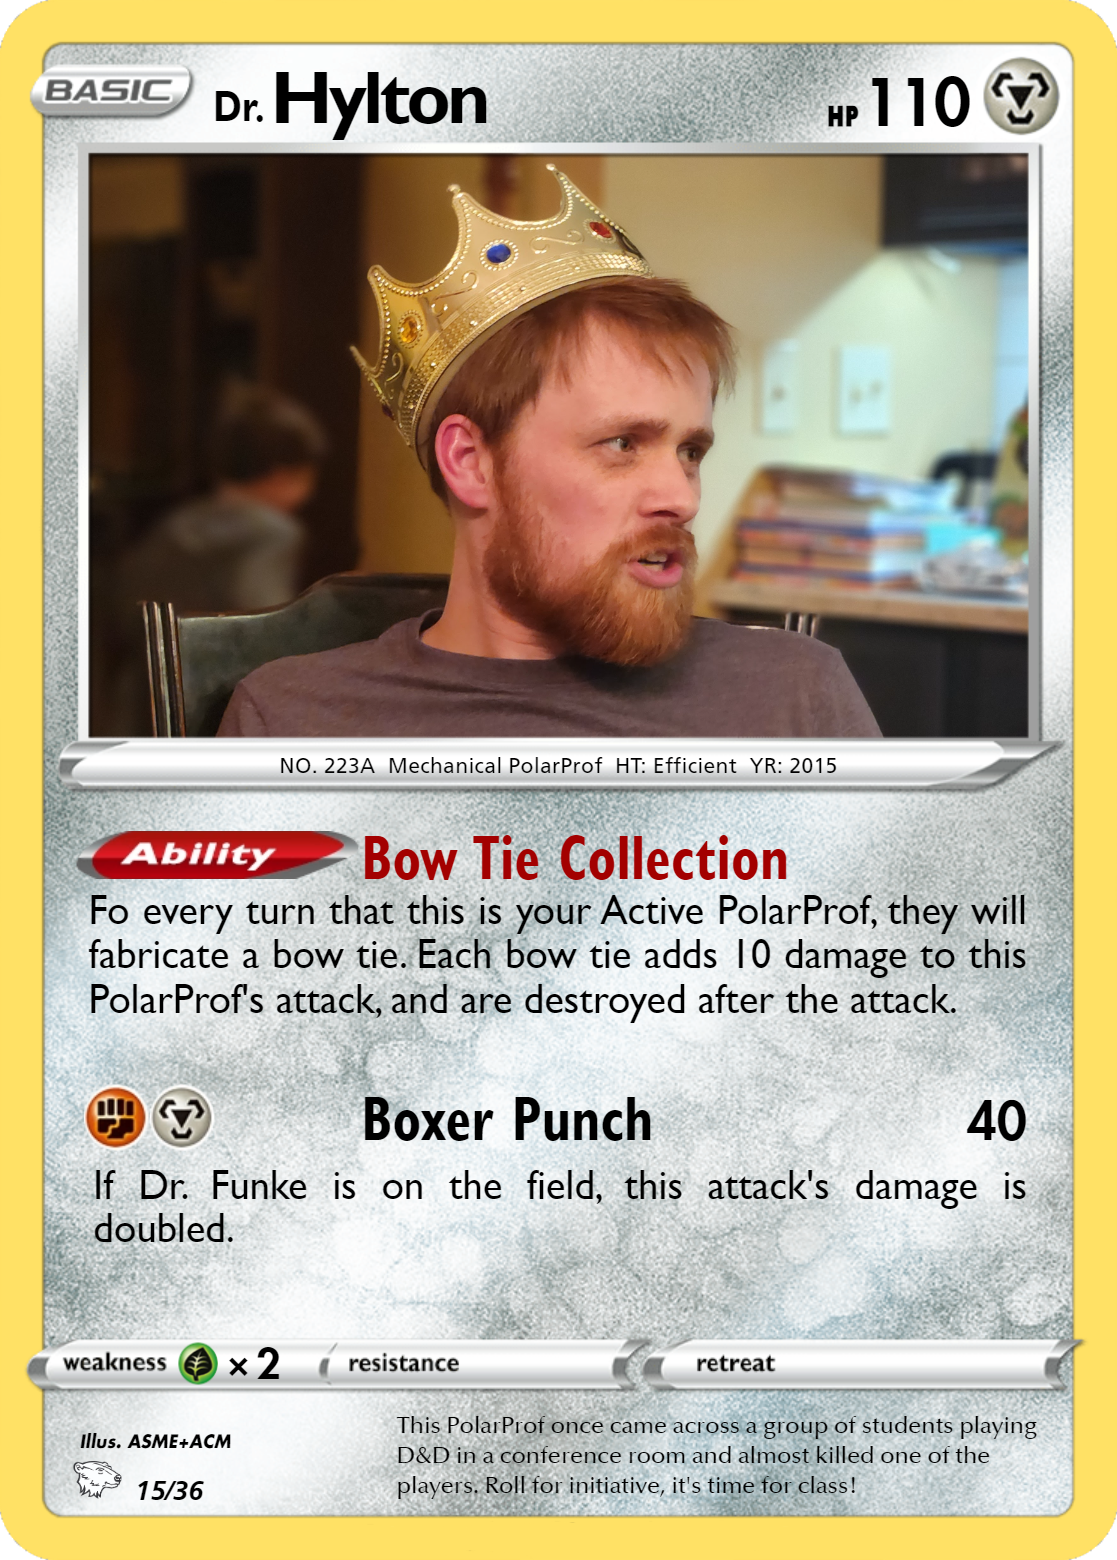 BASIC
Dr. Hylton
HP 110
NO. 223A Mechanical PolarProf HT: Efficient YR: 2015
Ability Bow Tie Collection
Fo every turn that this is your Active PolarProf, they will
fabricate a bow tie. Each bow tie adds 10 damage to this
PolarProf's attack, and are destroyed after the attack.
Boxer Punch 40
If Dr. Funke is on the field, this attack's damage is
doubled.
weakness × 2 resistance retreat
Illus. ASME+ACM
15/36
This PolarProf once came across a group of students playing
D&D in a conference room and almost killed one of the
players. Roll for initiative, it's time for class!